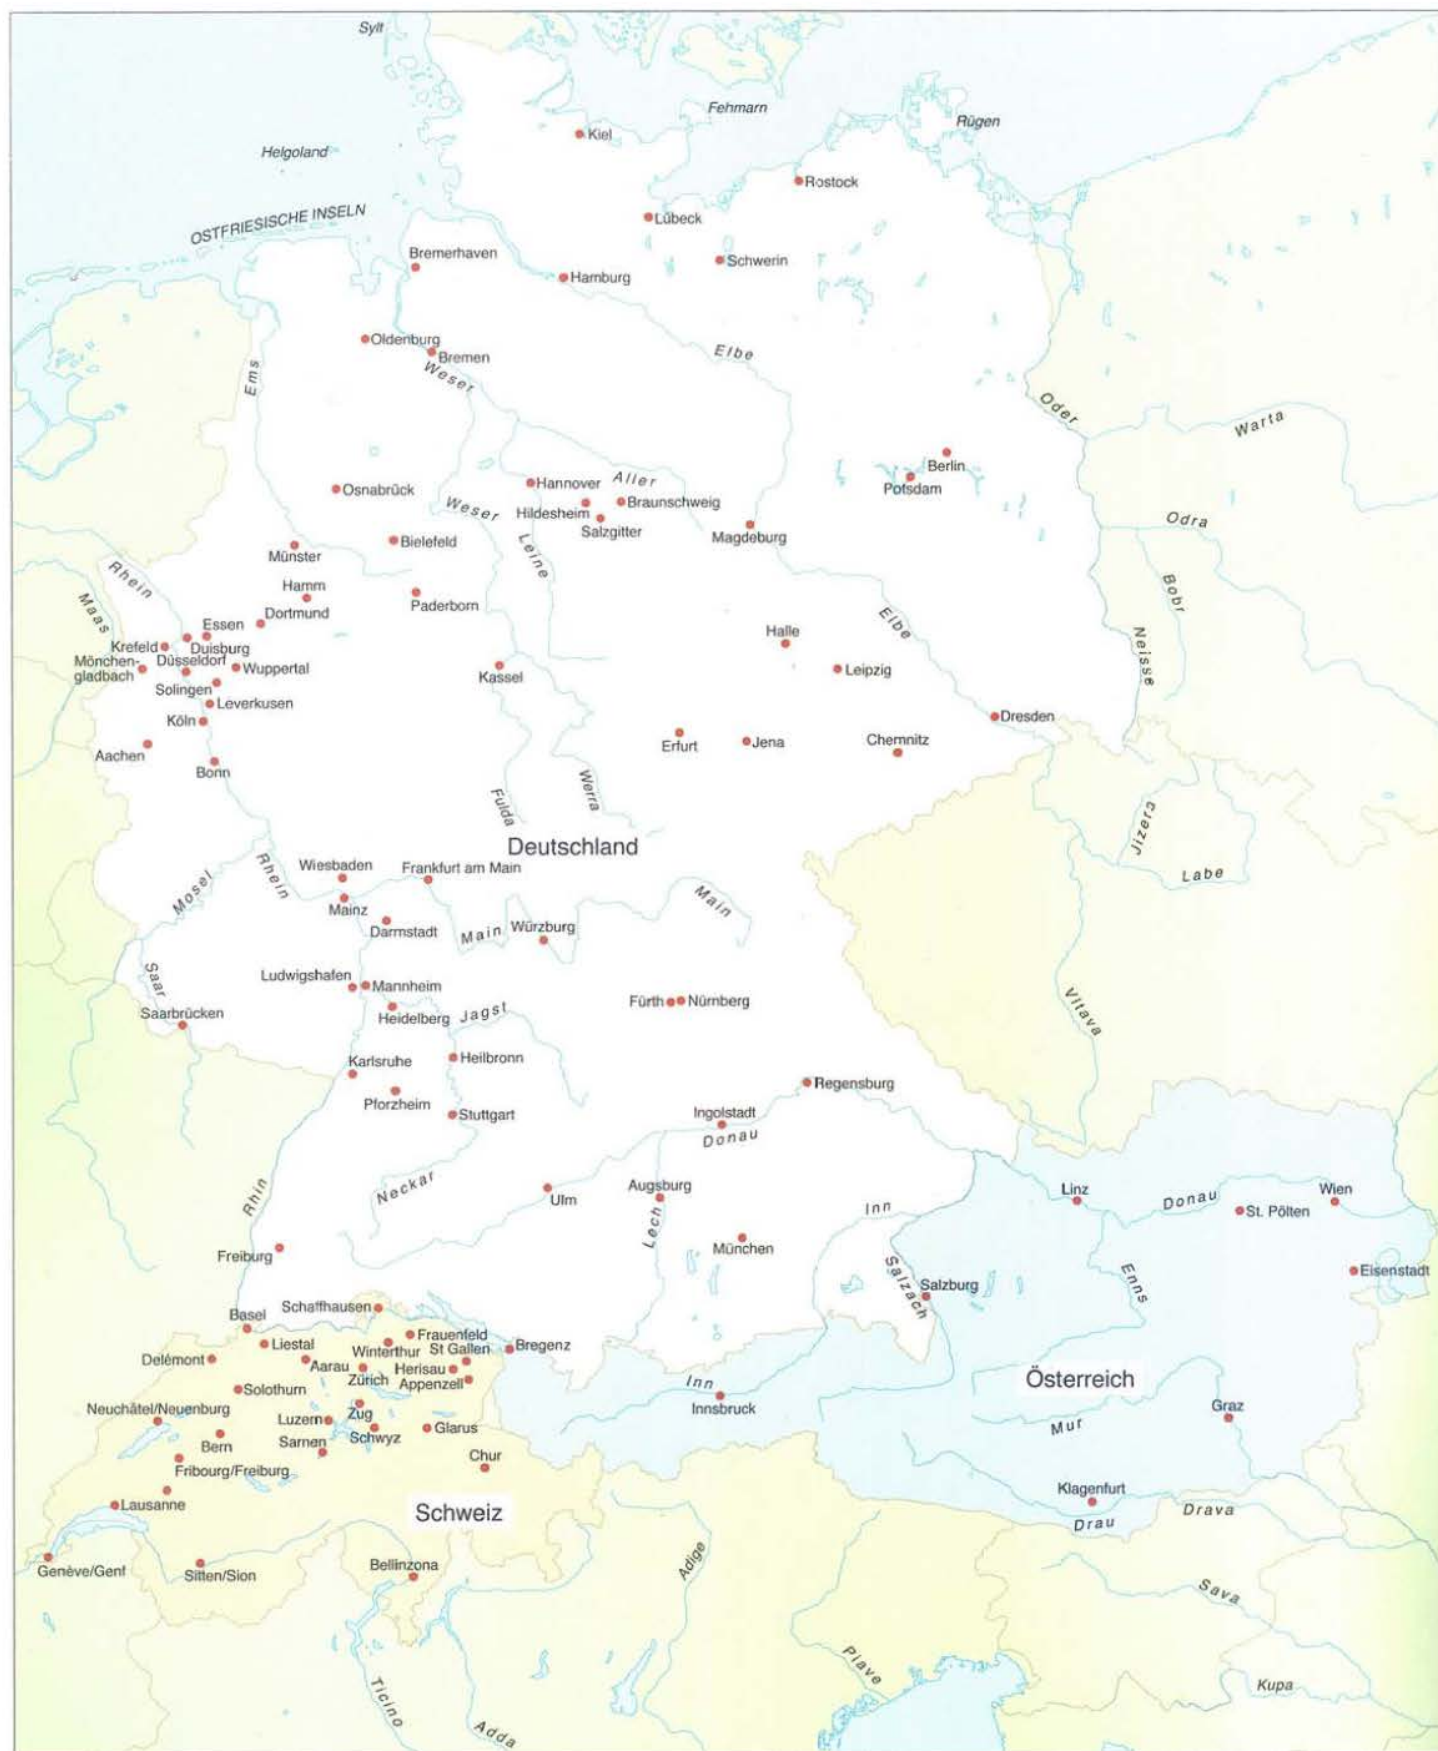 Sylt
Fehmarn
Rügen
Kiel
Helgoland
Rostock
OSTFRIESISCHE INSELN
Lübeck
Bremerhaven
Schwerin
Hamburg
Oldenburg
Bremen
Elbe
Weser
Ems
Oder
Warta
Berlin
Potsdam
Aller
Hannover
Osnabrück
Braunschweig
Weser
Hildesheim
Salzgitter
Odra
Magdeburg
Bielefeld
Münster
Leine
Rhein
Hamm
Bobr
Maas
Paderborn
Dortmund
Elbe
Essen
Halle
Krefeld
Duisburg
Neisse
Mönchen-
gladbach
Düsseldorf
Wuppertal
Kassel
Leipzig
Solingen
Leverkusen
Köln
Dresden
Erfurt
Jena
Chemnitz
Aachen
Bonn
Werra
Fulda
Jizera
Deutschland
Wiesbaden
Frankfurt am Main
Rhein
Labe
Mosel
Main
Mainz
Darmstadt
Main
Würzburg
Saar
Ludwigshafen
Mannheim
Fürth
Nürnberg
Vltava
Saarbrücken
Heidelberg
Jagst
Karlsruhe
Heilbronn
Regensburg
Pforzheim
Stuttgart
Ingolstadt
Donau
Neckar
Ulm
Augsburg
Linz
Donau
Wien
Rhin
Inn
St. Pölten
Lech
München
Freiburg
Salzach
Salzburg
Enns
Eisenstadt
Schaffhausen
Basel
Liestal
Frauenfeld
Winterthur
St Gallen
Bregenz
Delémont
Aarau
Zürich
Herisau
Appenzell
Inn
Österreich
Solothurn
Innsbruck
Neuchâtel/Neuenburg
Luzern
Zug
Graz
Bern
Sarnen
Schwyz
Glarus
Mur
Fribourg/Freiburg
Chur
Klagenfurt
Lausanne
Schweiz
Drau
Drava
Genève/Genf
Sitten/Sion
Bellinzona
Adige
Sava
Piave
Ticino
Kupa
Adda